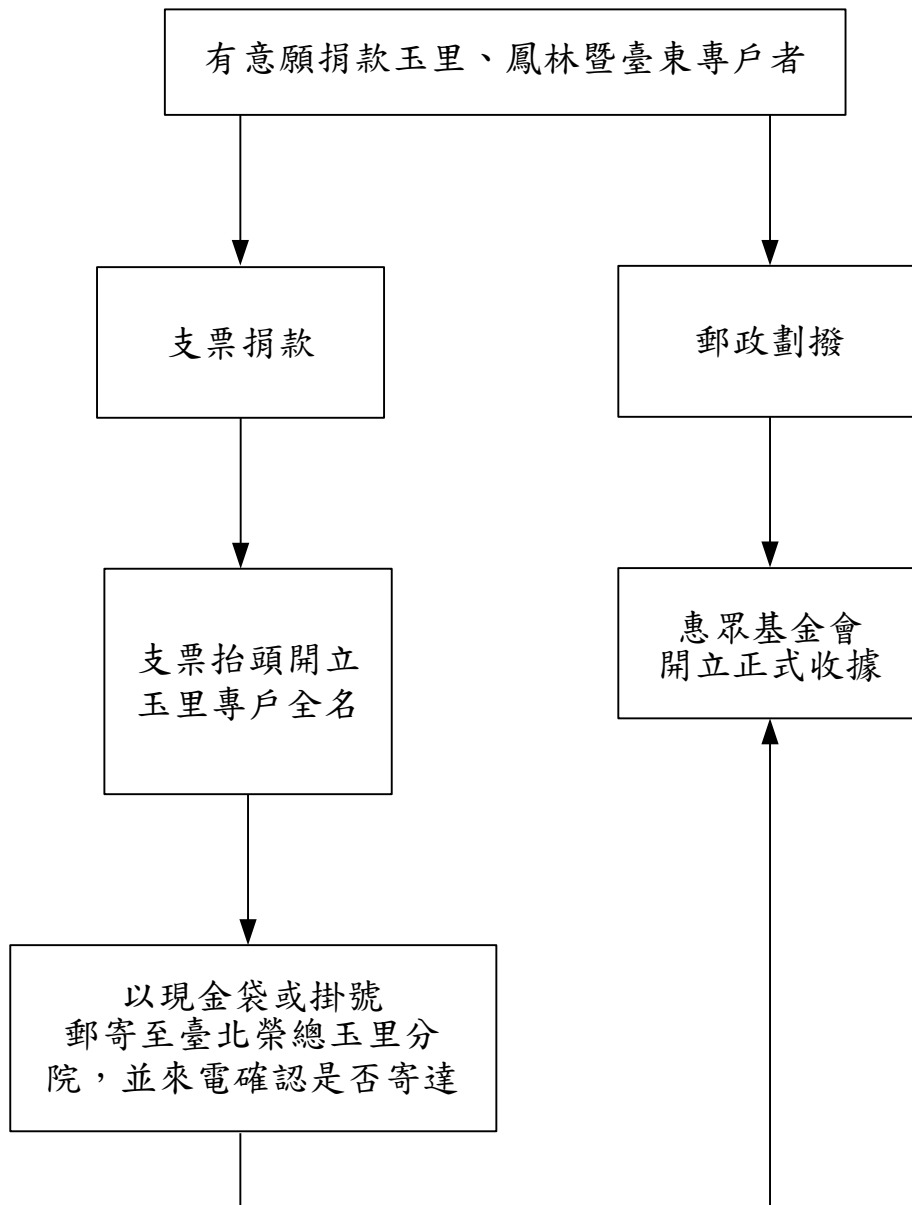 有意願捐款玉里、鳳林暨臺東專戶者
支票捐款
郵政劃撥
支票抬頭開立
玉里專戶全名
惠眾基金會
開立正式收據
以現金袋或掛號
郵寄至臺北榮總玉里分
院，並來電確認是否寄達